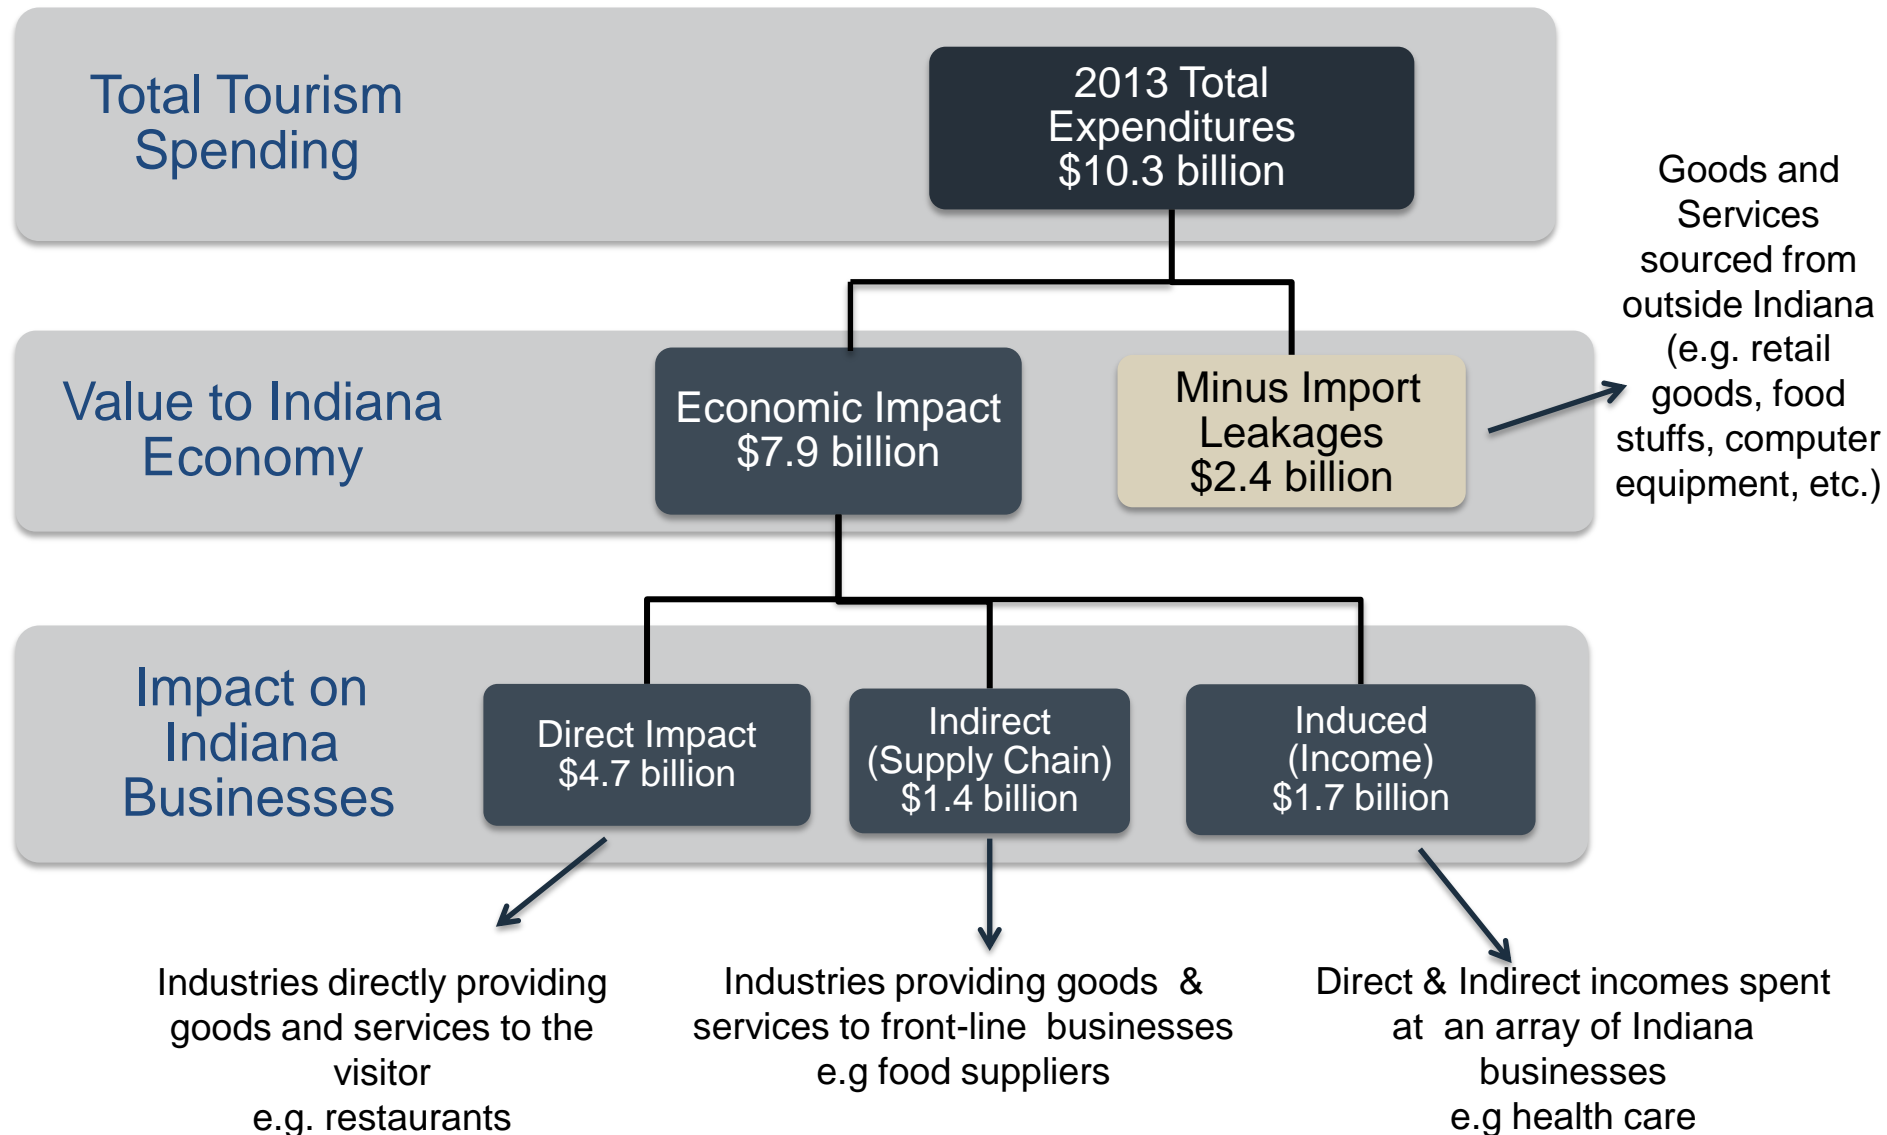 Total Tourism
Spending
2013 Total
Expenditures
$10.3 billion
Goods and
Services
sourced from
outside Indiana
(e.g. retail
goods, food
stuffs, computer
equipment, etc.)
Value to Indiana
Economy
Economic Impact
$7.9 billion
Minus Import
Leakages
$2.4 billion
Impact on
Indiana
Businesses
Direct Impact
$4.7 billion
Indirect
(Supply Chain)
$1.4 billion
Induced
(Income)
$1.7 billion
Industries directly providing
goods and services to the
visitor
e.g. restaurants
Industries providing goods & 
services to front-line businesses
e.g food suppliers
Direct & Indirect incomes spent
at an array of Indiana
businesses
e.g health care